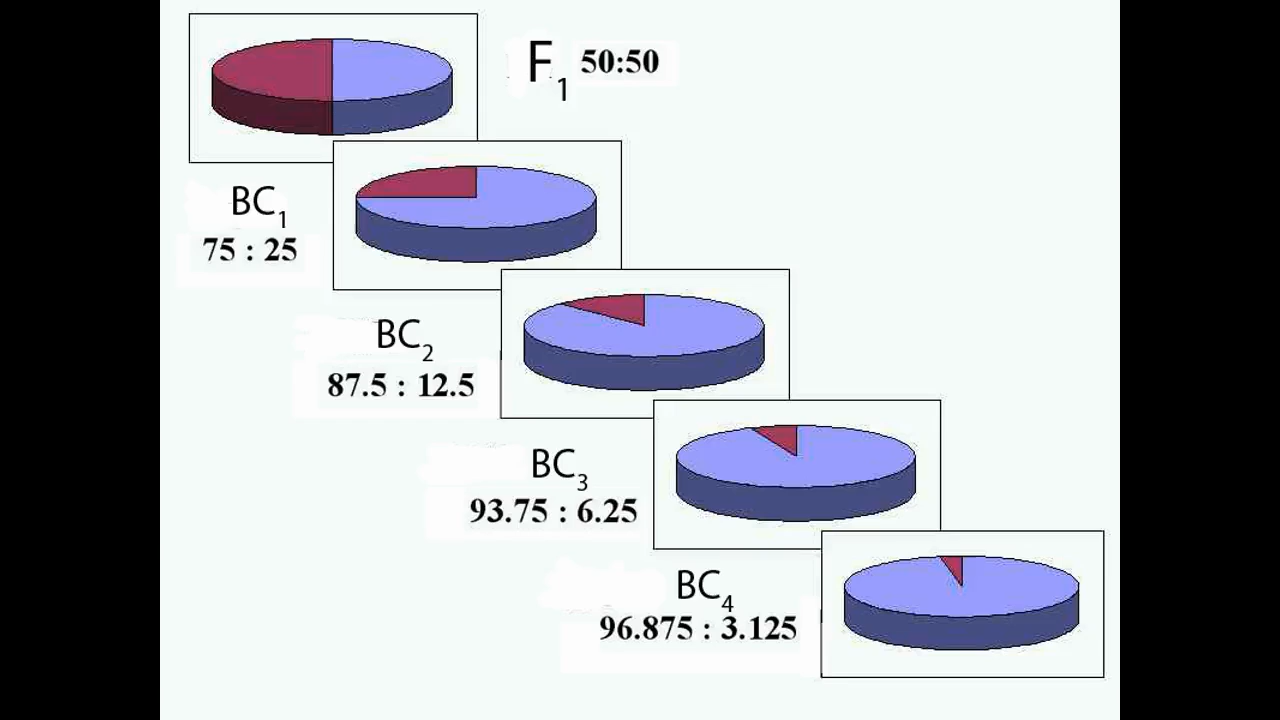 F1 50:50
BC1
75 : 25
BC2
87.5 : 12.5
BC3
93.75 : 6.25
BC4
96.875 : 3.125